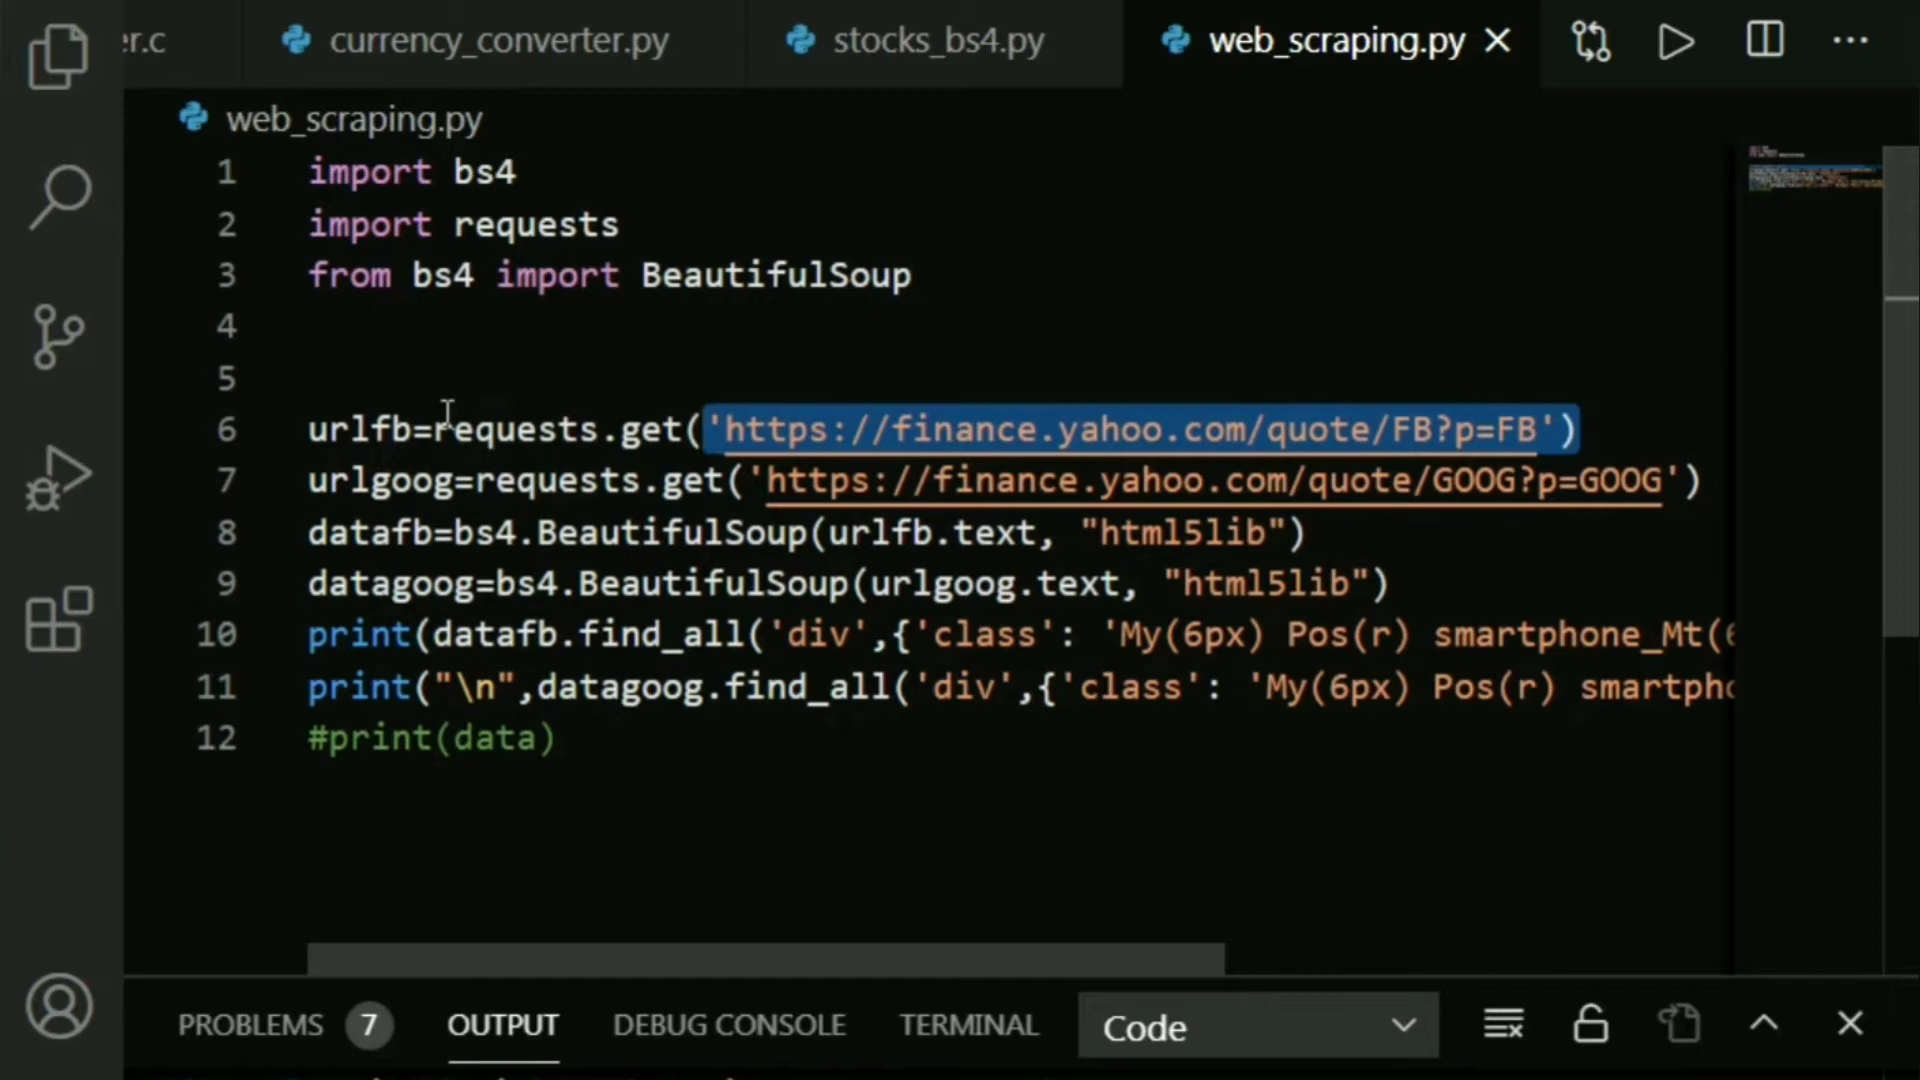 er.c
currency_converter.py
stocks_bs4.py
web_scraping.py
web_scraping.py
1 import bs4
2 import requests
3 from bs4 import BeautifulSoup
4
5
6 urlfb=requests.get('https://finance.yahoo.com/quote/FB?p=FB')
7 urlgoog=requests.get('https://finance.yahoo.com/quote/GOOG?p=GOOG')
8 datafb=bs4.BeautifulSoup(urlfb.text, "html5lib")
9 datagoog=bs4.BeautifulSoup(urlgoog.text, "html5lib")
10 print(datafb.find_all('div',{'class': 'My(6px) Pos(r) smartphone_Mt(6
11 print("\n",datagoog.find_all('div',{'class': 'My(6px) Pos(r) smartpho
12 #print(data)
PROBLEMS 7 OUTPUT DEBUG CONSOLE TERMINAL Code